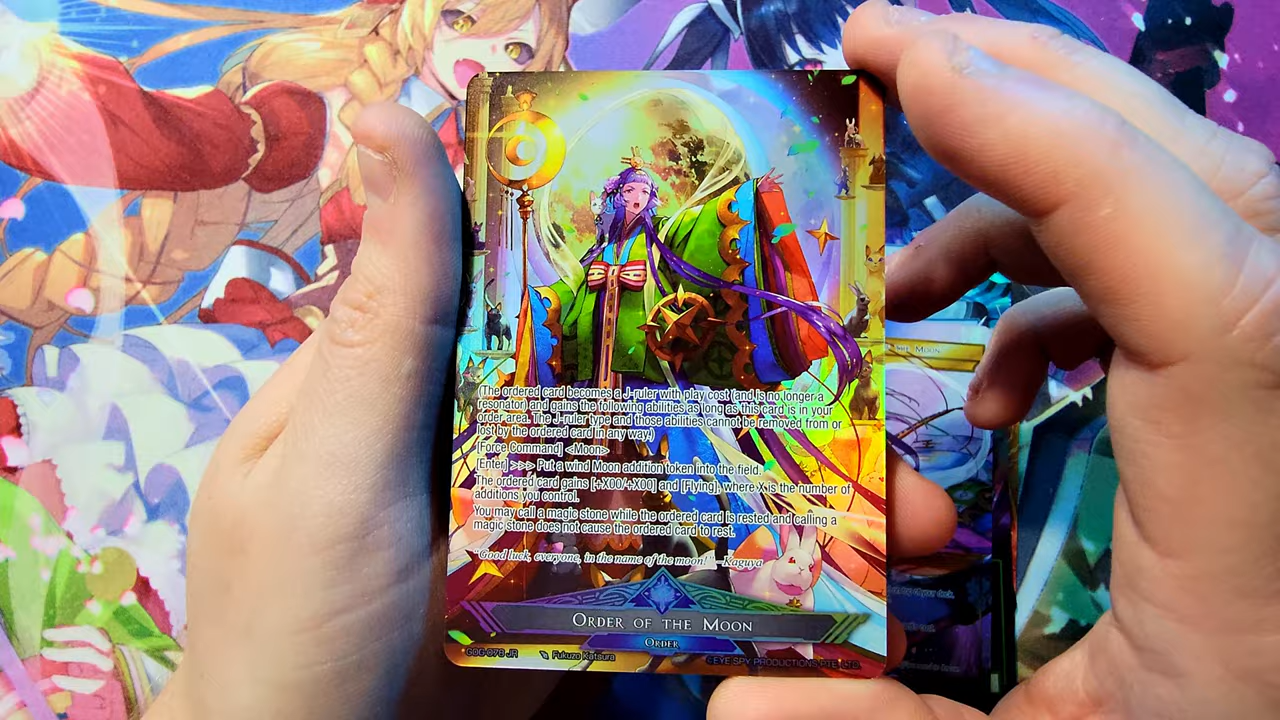 (The ordered card becomes a J-ruler with play cost (and is no longer a
resonator) and gains the following abilities as long as this card is in your
order area. The J-ruler type and those abilities cannot be removed from or
lost by the ordered card in any way.)
[Force Command] <Moon>
[Enter] >>> Put a wind Moon addition token into the field.
The ordered card gains [+X00/+X00] and [Flying], where X is the number of
additions you control.
You may call a magic stone while the ordered card is rested and calling a
magic stone does not cause the ordered card to rest.
"Good luck, everyone, in the name of the moon!" —Kaguya
Order of the Moon
Order
JR Fukuzo Katsura ©EYE SPY PRODUCTIONS PTE. LTD.
Moon
your deck.